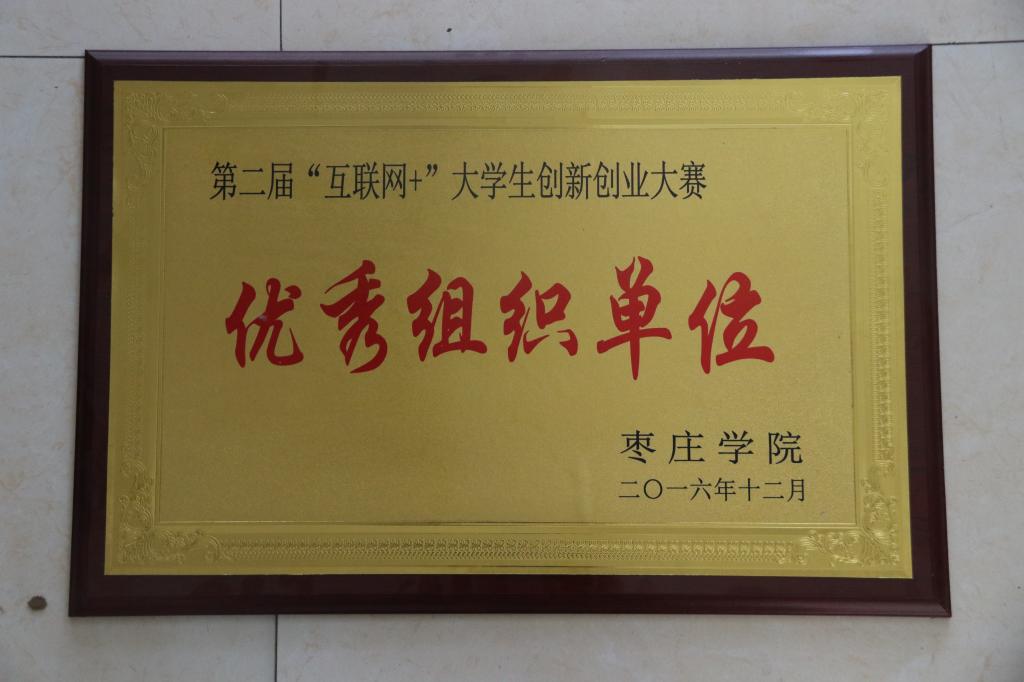 第二届“互联网+”大学生创新创业大赛
优秀组织单位
枣庄学院
二〇一六年十二月